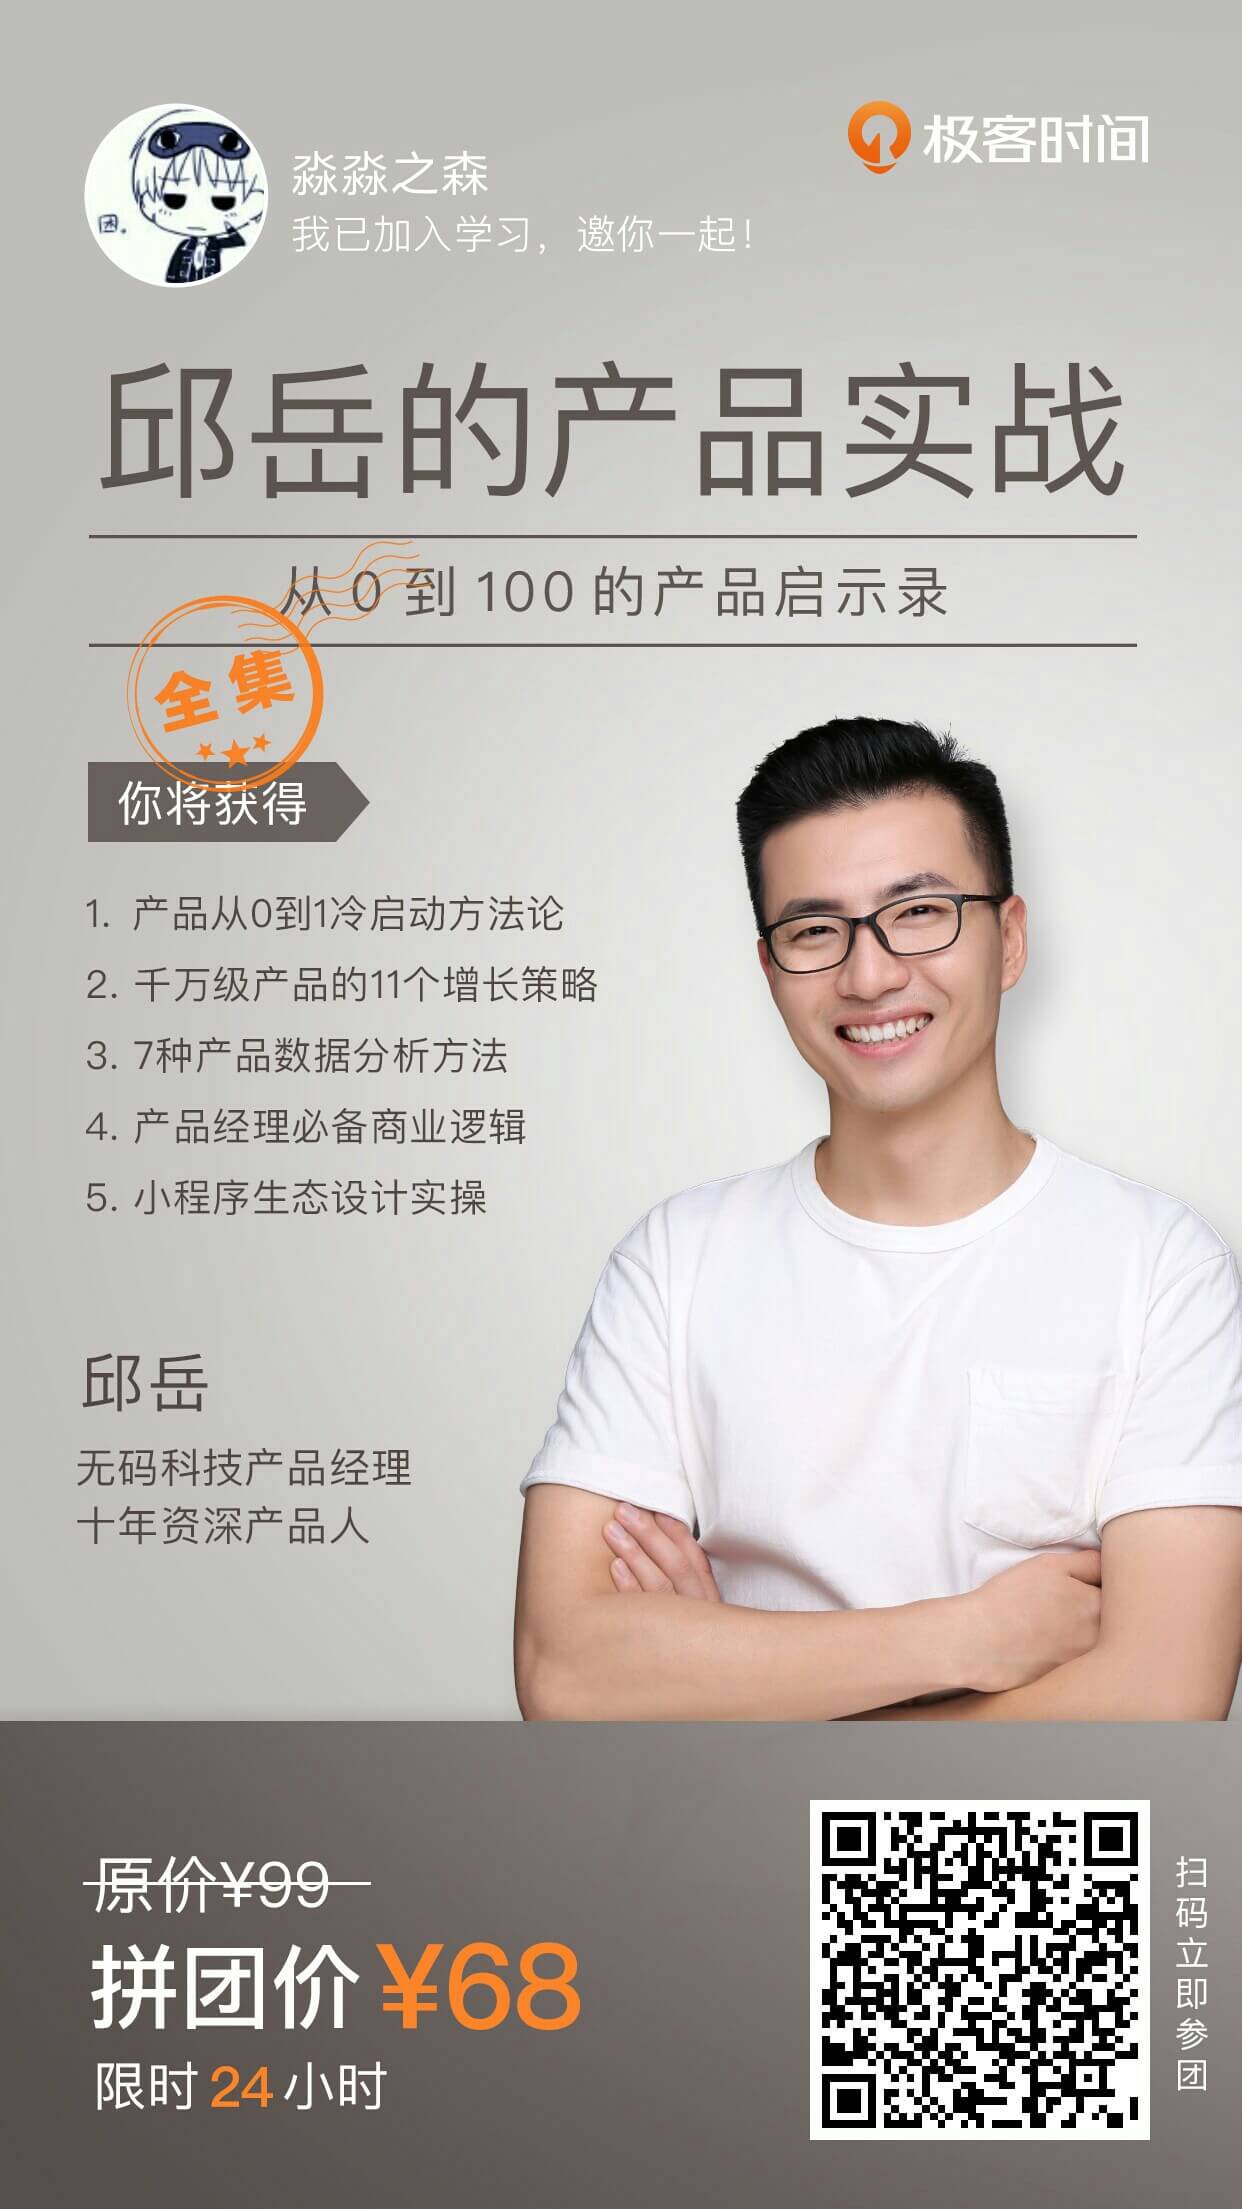 淼淼之森
我已加入学习，邀你一起！
极客时间
邱岳的产品实战
从 0 到 100 的产品启示录
全集
你将获得
1. 产品从0到1冷启动方法论
2. 千万级产品的11个增长策略
3. 7种产品数据分析方法
4. 产品经理必备商业逻辑
5. 小程序生态设计实操
邱岳
无码科技产品经理
十年资深产品人
原价¥99
拼团价 ¥68
限时 24 小时
扫码立即参团
困。